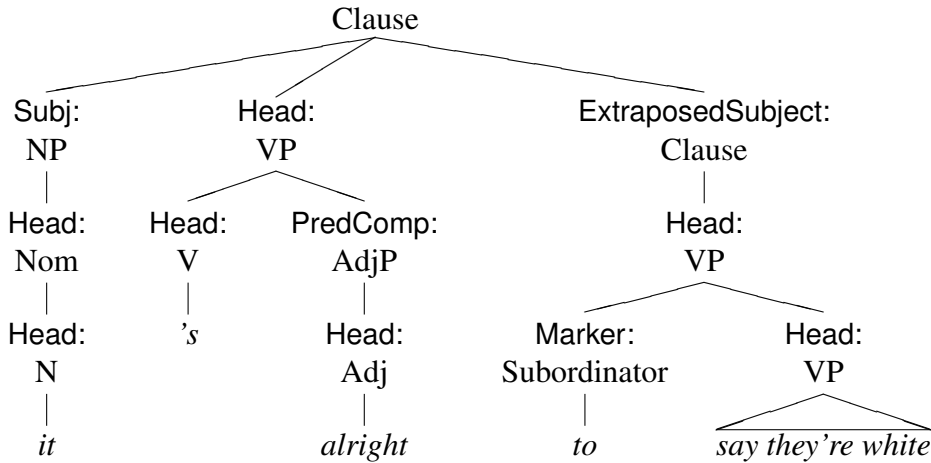 Clause
Subj: Head: ExtraposedSubject:
NP VP Clause
Head: Head: PredComp: Head:
Nom V AdjP VP
Head: 's Head: Marker: Head:
N Adj Subordinator VP
it alright to say they're white